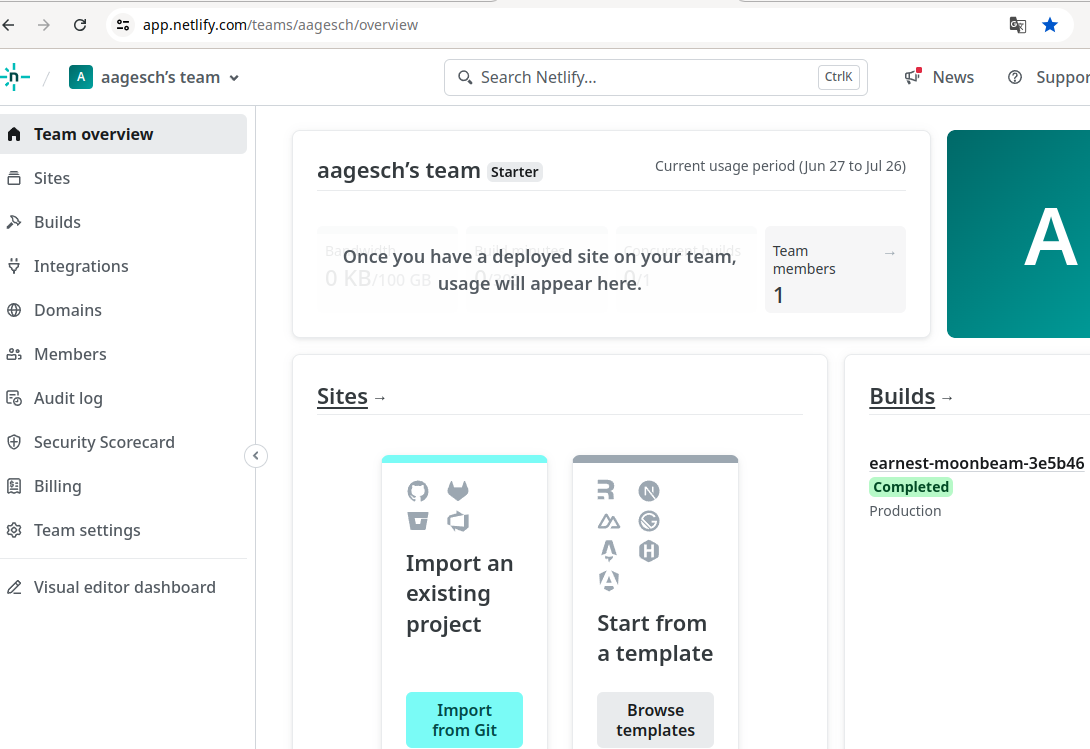 app.netlify.com/teams/aagesch/overview
A
aagesch’s team
Search Netlify...
CtrlK
News
Suppor
Team overview
Sites
Builds
Integrations
Domains
Members
Audit log
Security Scorecard
Billing
Team settings
Visual editor dashboard
aagesch’s team Starter
Current usage period (Jun 27 to Jul 26)
Bandwidth
0 KB/100 GB
Build minutes
Concurrent builds
0/1
Once you have a deployed site on your team,
usage will appear here.
Team
members
→
1
A
Sites →
Import an
existing
project
Import
from Git
Start from
a template
Browse
templates
Builds →
earnest-moonbeam-3e5b46
Completed
Production